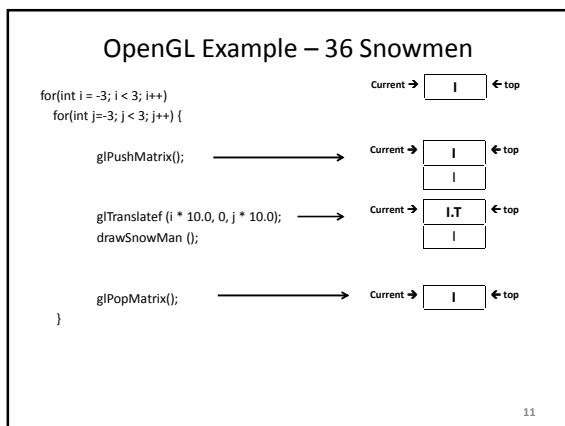 OpenGL Example – 36 Snowmen
Current → I ← top
for(int i = -3; i < 3; i++)
for(int j=-3; j < 3; j++) {
glPushMatrix(); Current → I ← top
I
glTranslatef (i * 10.0, 0, j * 10.0); Current → I.T ← top
drawSnowMan (); I
glPopMatrix(); Current → I ← top
}
11